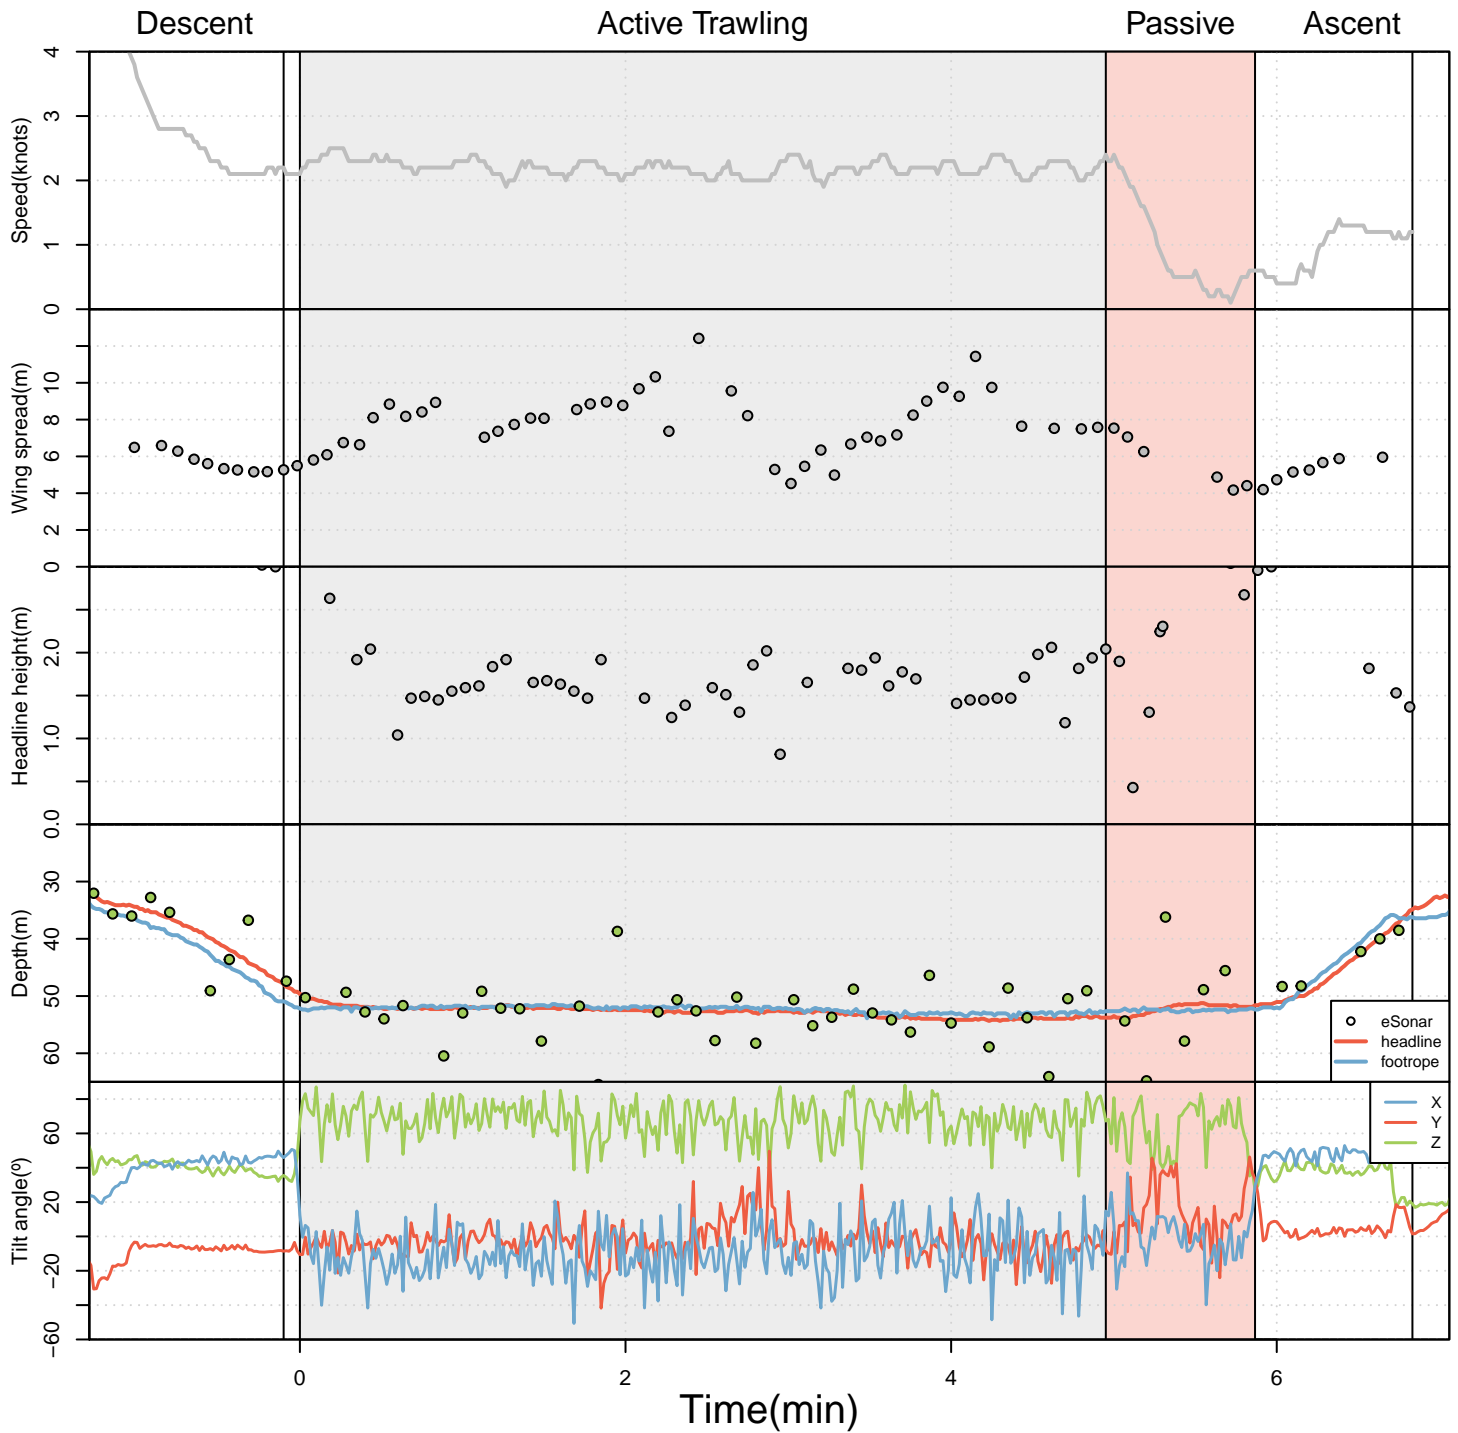 Descent Active Trawling Passive Ascent
Speed(knots)
4
3
2
1
0
Wing spread(m)
10
8
6
4
2
0
Headline height(m)
2.0
1.0
0.0
Depth(m)
30
40
50
60
eSonar
headline
footrope
Tilt angle(º)
60
20
−20
−60
X
Y
Z
0 2 4 6
Time(min)